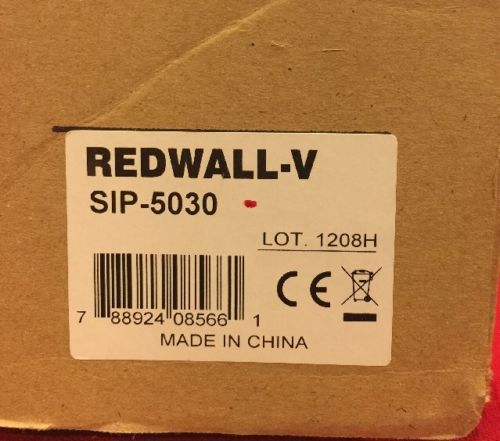 REDWALL-V
SIP-5030
LOT. 1208H
CE
7 88924 08566 1
MADE IN CHINA